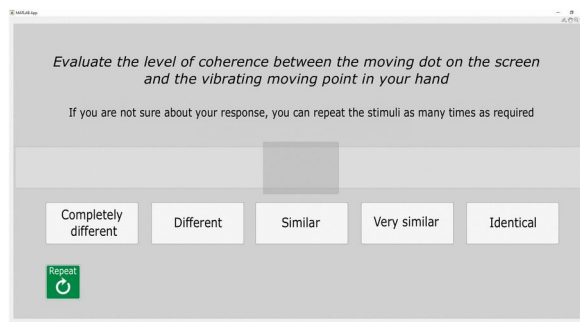 MATLAB App
Evaluate the level of coherence between the moving dot on the screen
and the vibrating moving point in your hand
If you are not sure about your response, you can repeat the stimuli as many times as required
Completely
different
Different
Similar
Very similar
Identical
Repeat